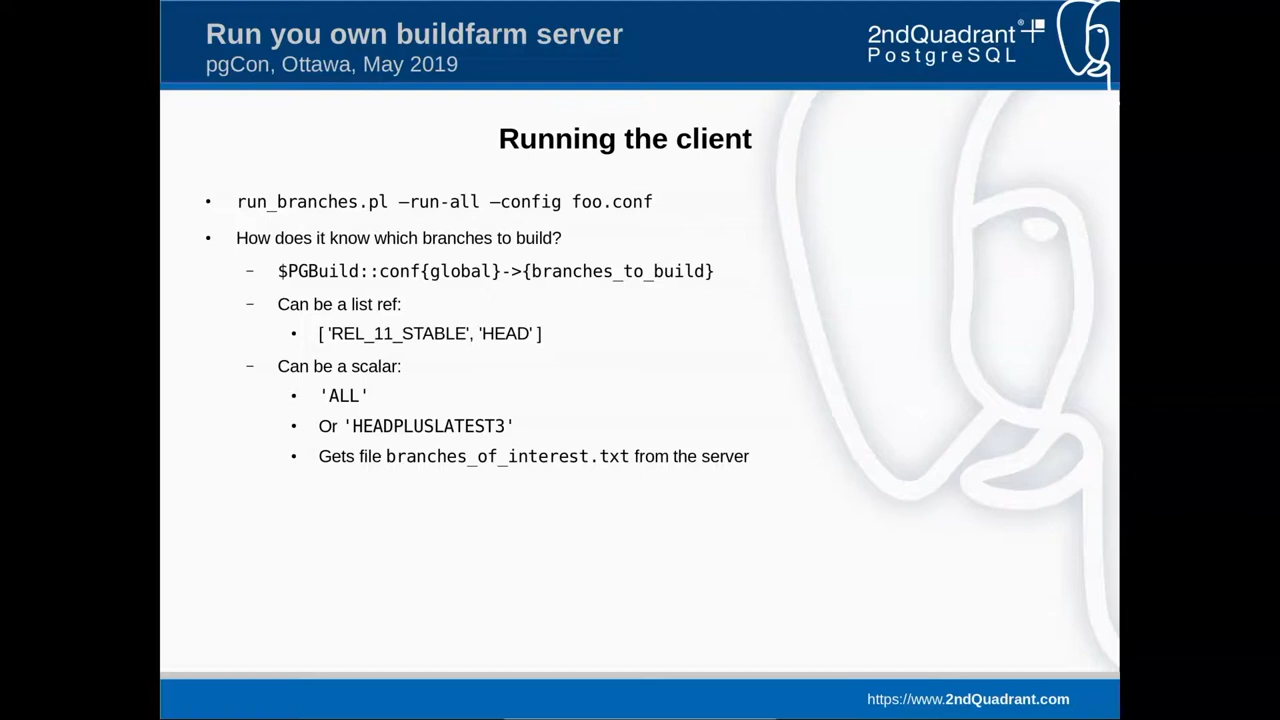 Run you own buildfarm server
pgCon, Ottawa, May 2019
2ndQuadrant®
PostgreSQL
Running the client
• run_branches.pl –run-all –config foo.conf
• How does it know which branches to build?
– $PGBuild::conf{global}->{branches_to_build}
– Can be a list ref:
• [ 'REL_11_STABLE', 'HEAD' ]
– Can be a scalar:
• 'ALL'
• Or 'HEADPLUSLATEST3'
• Gets file branches_of_interest.txt from the server
https://www.2ndQuadrant.com